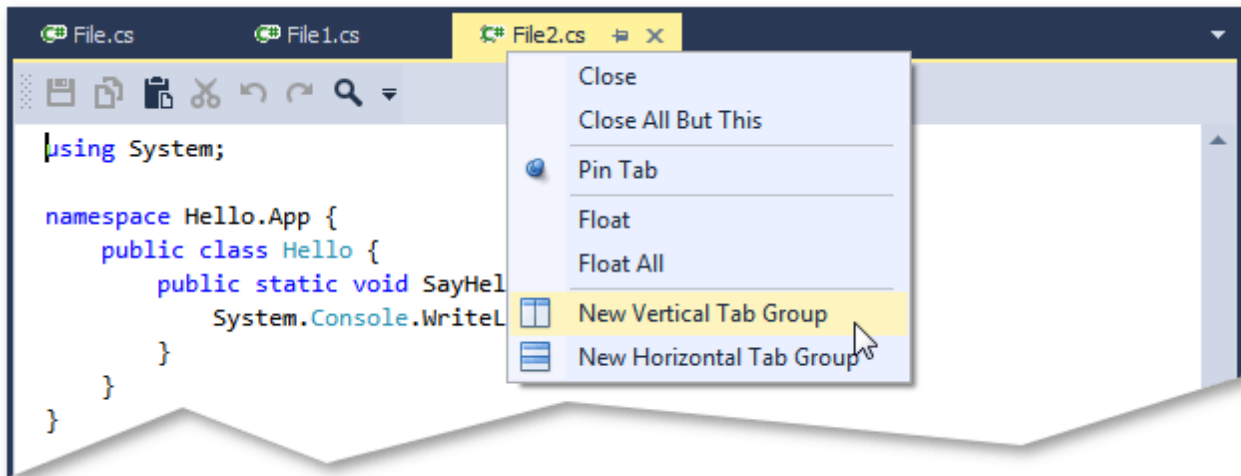 C# File.cs
C# File1.cs
C# File2.cs
Close
Close All But This
Pin Tab
Float
Float All
New Vertical Tab Group
New Horizontal Tab Group
using System;
namespace Hello.App {
public class Hello {
public static void SayHel
System.Console.WriteL
}
}
}